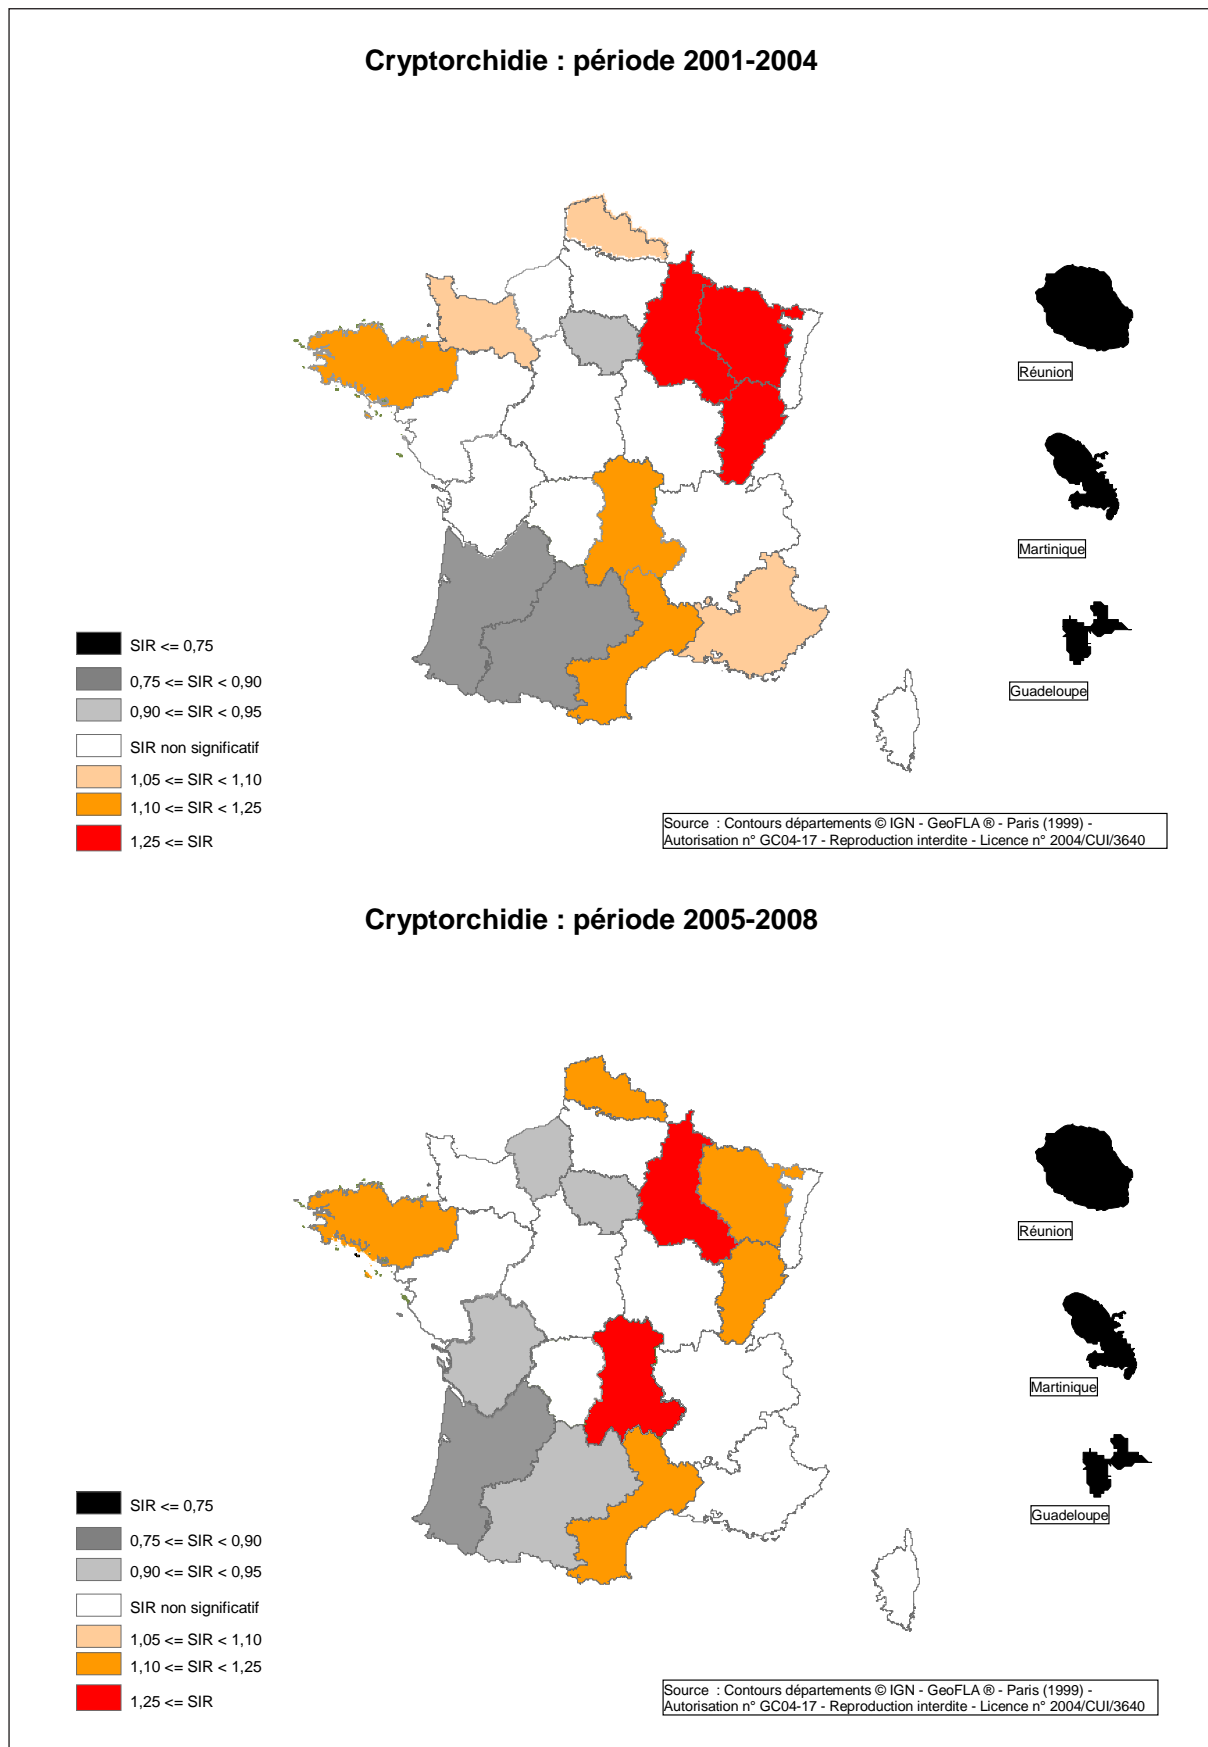 Cryptorchidie : période 2001-2004
Réunion
Martinique
Guadeloupe
SIR <= 0,75
0,75 <= SIR < 0,90
0,90 <= SIR < 0,95
SIR non significatif
1,05 <= SIR < 1,10
1,10 <= SIR < 1,25
1,25 <= SIR
Source : Contours départements © IGN - GeoFLA ® - Paris (1999) -
Autorisation n° GC04-17 - Reproduction interdite - Licence n° 2004/CUI/3640
Cryptorchidie : période 2005-2008
Réunion
Martinique
Guadeloupe
SIR <= 0,75
0,75 <= SIR < 0,90
0,90 <= SIR < 0,95
SIR non significatif
1,05 <= SIR < 1,10
1,10 <= SIR < 1,25
1,25 <= SIR
Source : Contours départements © IGN - GeoFLA ® - Paris (1999) -
Autorisation n° GC04-17 - Reproduction interdite - Licence n° 2004/CUI/3640